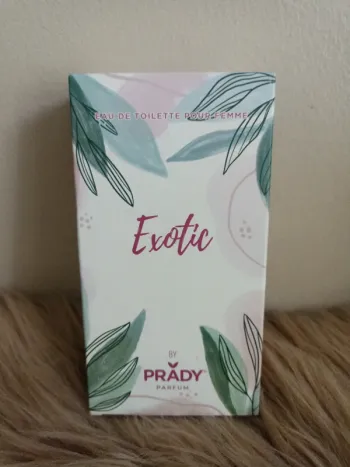 EAU DE TOILETTE POUR FEMME
Exotic
BY
PRADY
PARFUM